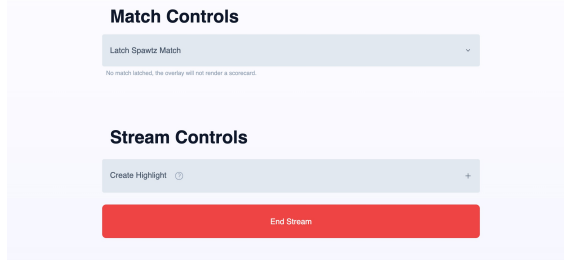 Match Controls
Latch Spawtz Match
No match latched, the overlay will not render a scorecard.
Stream Controls
Create Highlight
End Stream